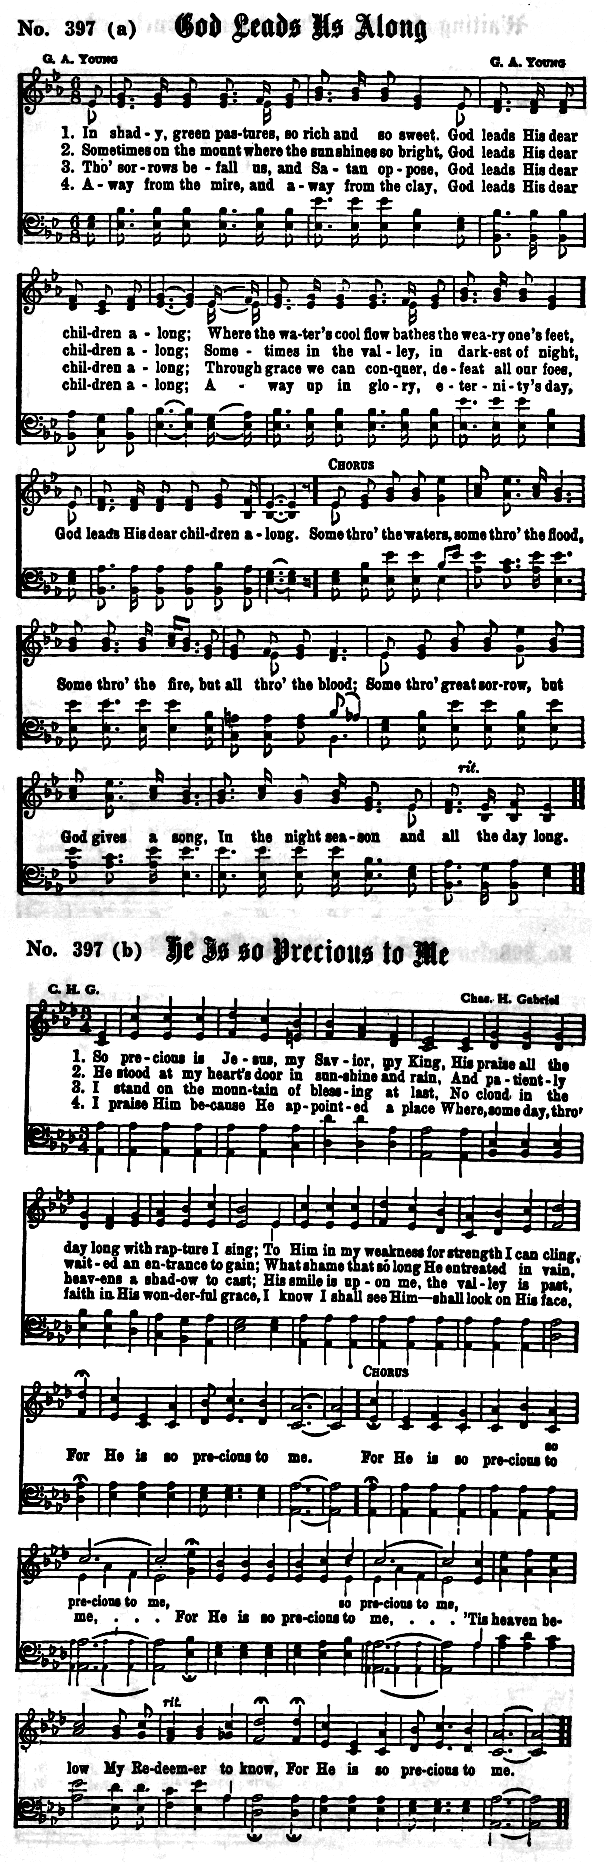 No. 397 (a) God Leads Us Along
G. A. Young G. A. Young
1. In shad-y, green pas-tures, so rich and so sweet. God leads His dear
2. Sometimes on the mount where the sun shines so bright, God leads His dear
3. Tho' sor-rows be-fall us, and Sa-tan op-pose, God leads His dear
4. A-way from the mire, and a-way from the clay, God leads His dear
chil-dren a-long; Where the wa-ter's cool flow bathes the wea-ry one's feet,
chil-dren a-long; Some-times in the val-ley, in dark-est of night,
chil-dren a-long; Through grace we can con-quer, de-feat all our foes,
chil-dren a-long; A-way up in glo-ry, e-ter-ni-ty's day,
Chorus
God leads His dear chil-dren a-long. Some thro' the waters, some thro' the flood,
Some thro' the fire, but all thro' the blood; Some thro' great sor-row, but
rit.
God gives a song, In the night sea-son and all the day long.
No. 397 (b) He Is so Precious to Me
C. H. G. Chas. H. Gabriel
1. So pre-cious is Je-sus, my Sav-ior, my King, His praise all the
2. He stood at my heart's door in sun-shine and rain, And pa-tient-ly
3. I stand on the moun-tain of bless-ing at last, No cloud in the
4. I praise Him be-cause He ap-point-ed a place Where, some day, thro'
day long with rap-ture I sing; To Him in my weakness for strength I can cling,
wait-ed an en-trance to gain; What shame that so long He entreated in vain,
heav-ens a shad-ow to cast; His smile is up-on me, the val-ley is past,
faith in His won-der-ful grace, I know I shall see Him—shall look on His face,
Chorus
so
For He is so pre-cious to me. For He is so pre-cious to
pre-cious to me, so pre-cious to me,
me, . . . For He is so pre-cious to me, . . . 'Tis heaven be-
rit.
low My Re-deem-er to know, For He is so pre-cious to me.